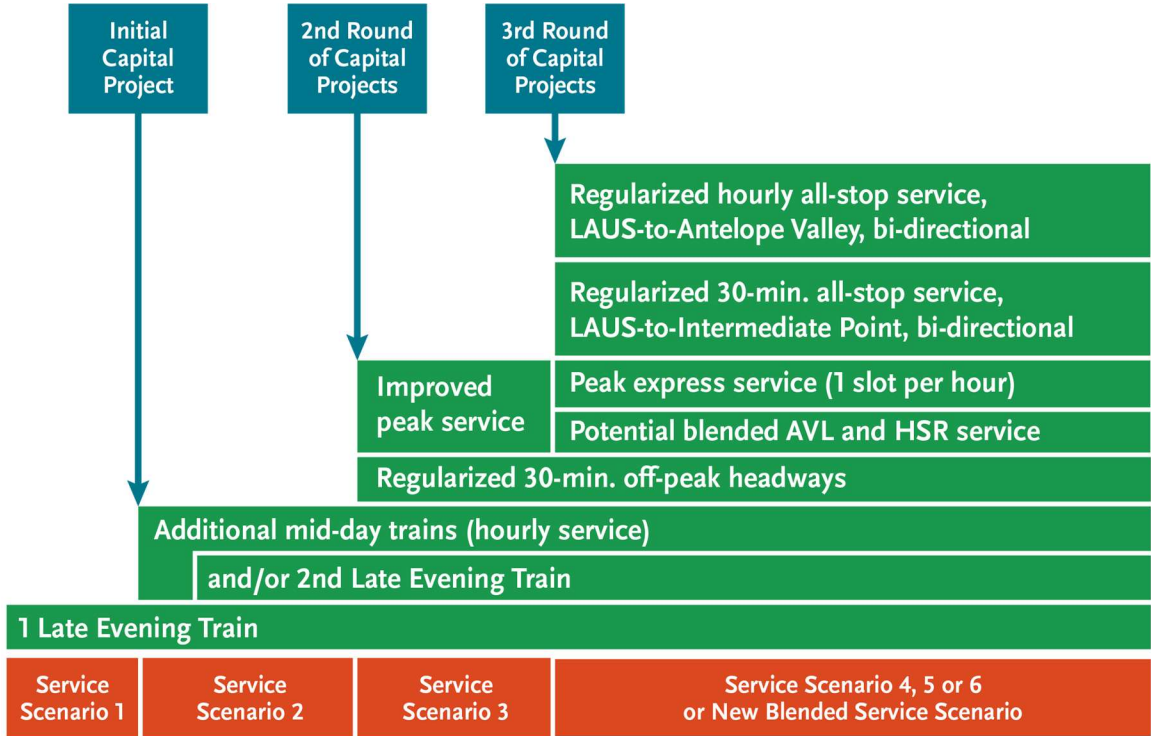 Initial
Capital
Project
2nd Round
of Capital
Projects
3rd Round
of Capital
Projects
Regularized hourly all-stop service,
LAUS-to-Antelope Valley, bi-directional
Regularized 30-min. all-stop service,
LAUS-to-Intermediate Point, bi-directional
Improved
peak service
Peak express service (1 slot per hour)
Potential blended AVL and HSR service
Regularized 30-min. off-peak headways
Additional mid-day trains (hourly service)
and/or 2nd Late Evening Train
1 Late Evening Train
Service
Scenario 1
Service
Scenario 2
Service
Scenario 3
Service Scenario 4, 5 or 6
or New Blended Service Scenario